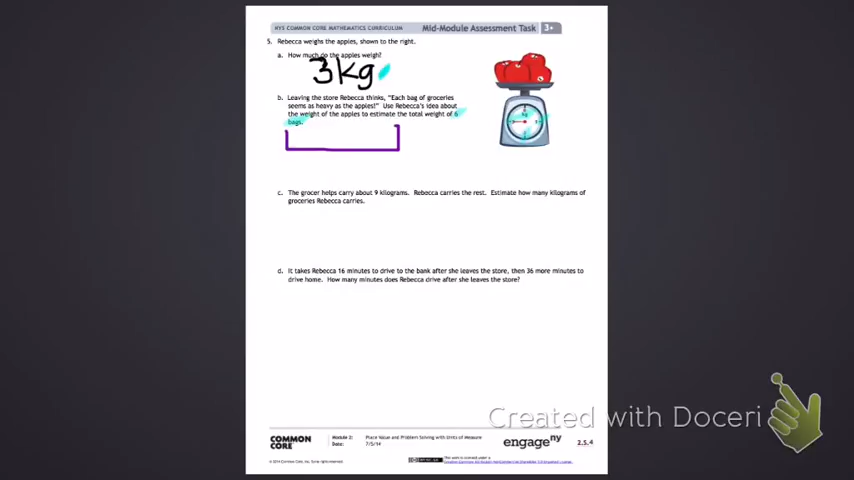 NYS COMMON CORE MATHEMATICS CURRICULUM
Mid-Module Assessment Task 3•
5. Rebecca weighs the apples, shown to the right.
a. How much do the apples weigh?
3kg
b. Leaving the store Rebecca thinks, "Each bag of groceries
seems as heavy as the apples!" Use Rebecca's idea about
the weight of the apples to estimate the total weight of 6
bags.
c. The grocer helps carry about 9 kilograms. Rebecca carries the rest. Estimate how many kilograms of
groceries Rebecca carries.
d. It takes Rebecca 16 minutes to drive to the bank after she leaves the store, then 36 more minutes to
drive home. How many minutes does Rebecca drive after she leaves the store?
Created with Doceri
COMMON
CORE
Module 2: Place Value and Problem Solving with Units of Measure
Date: 7/5/14
engage ny
2.S.4